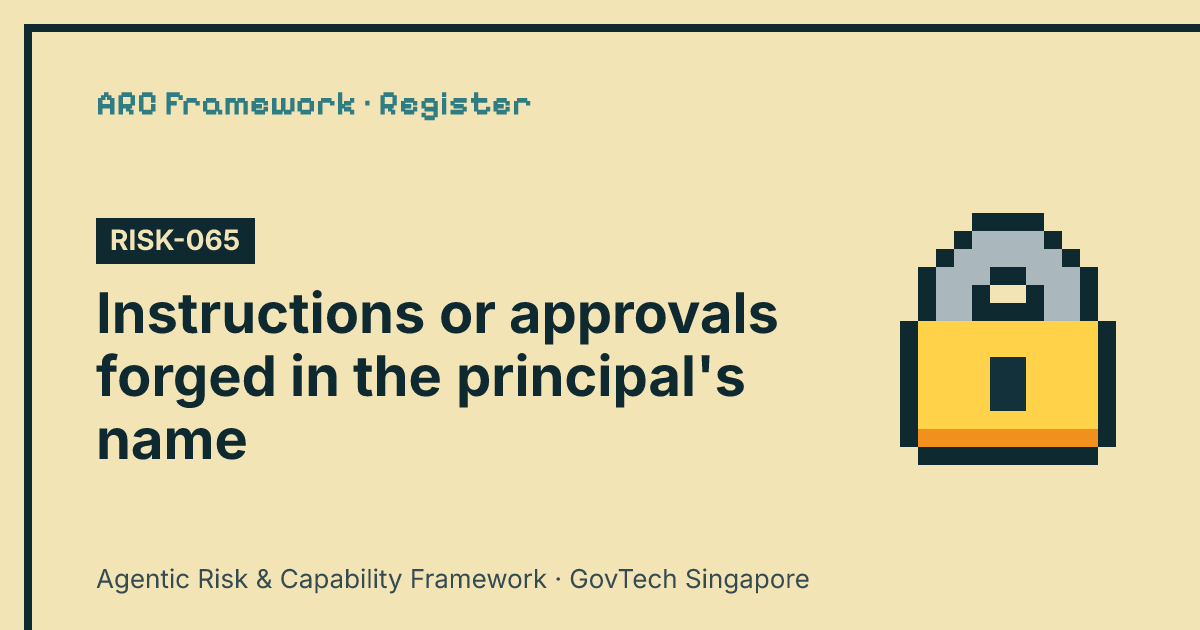 ARC Framework · Register
RISK-065
Instructions or approvals
forged in the principal's
name
Agentic Risk & Capability Framework · GovTech Singapore